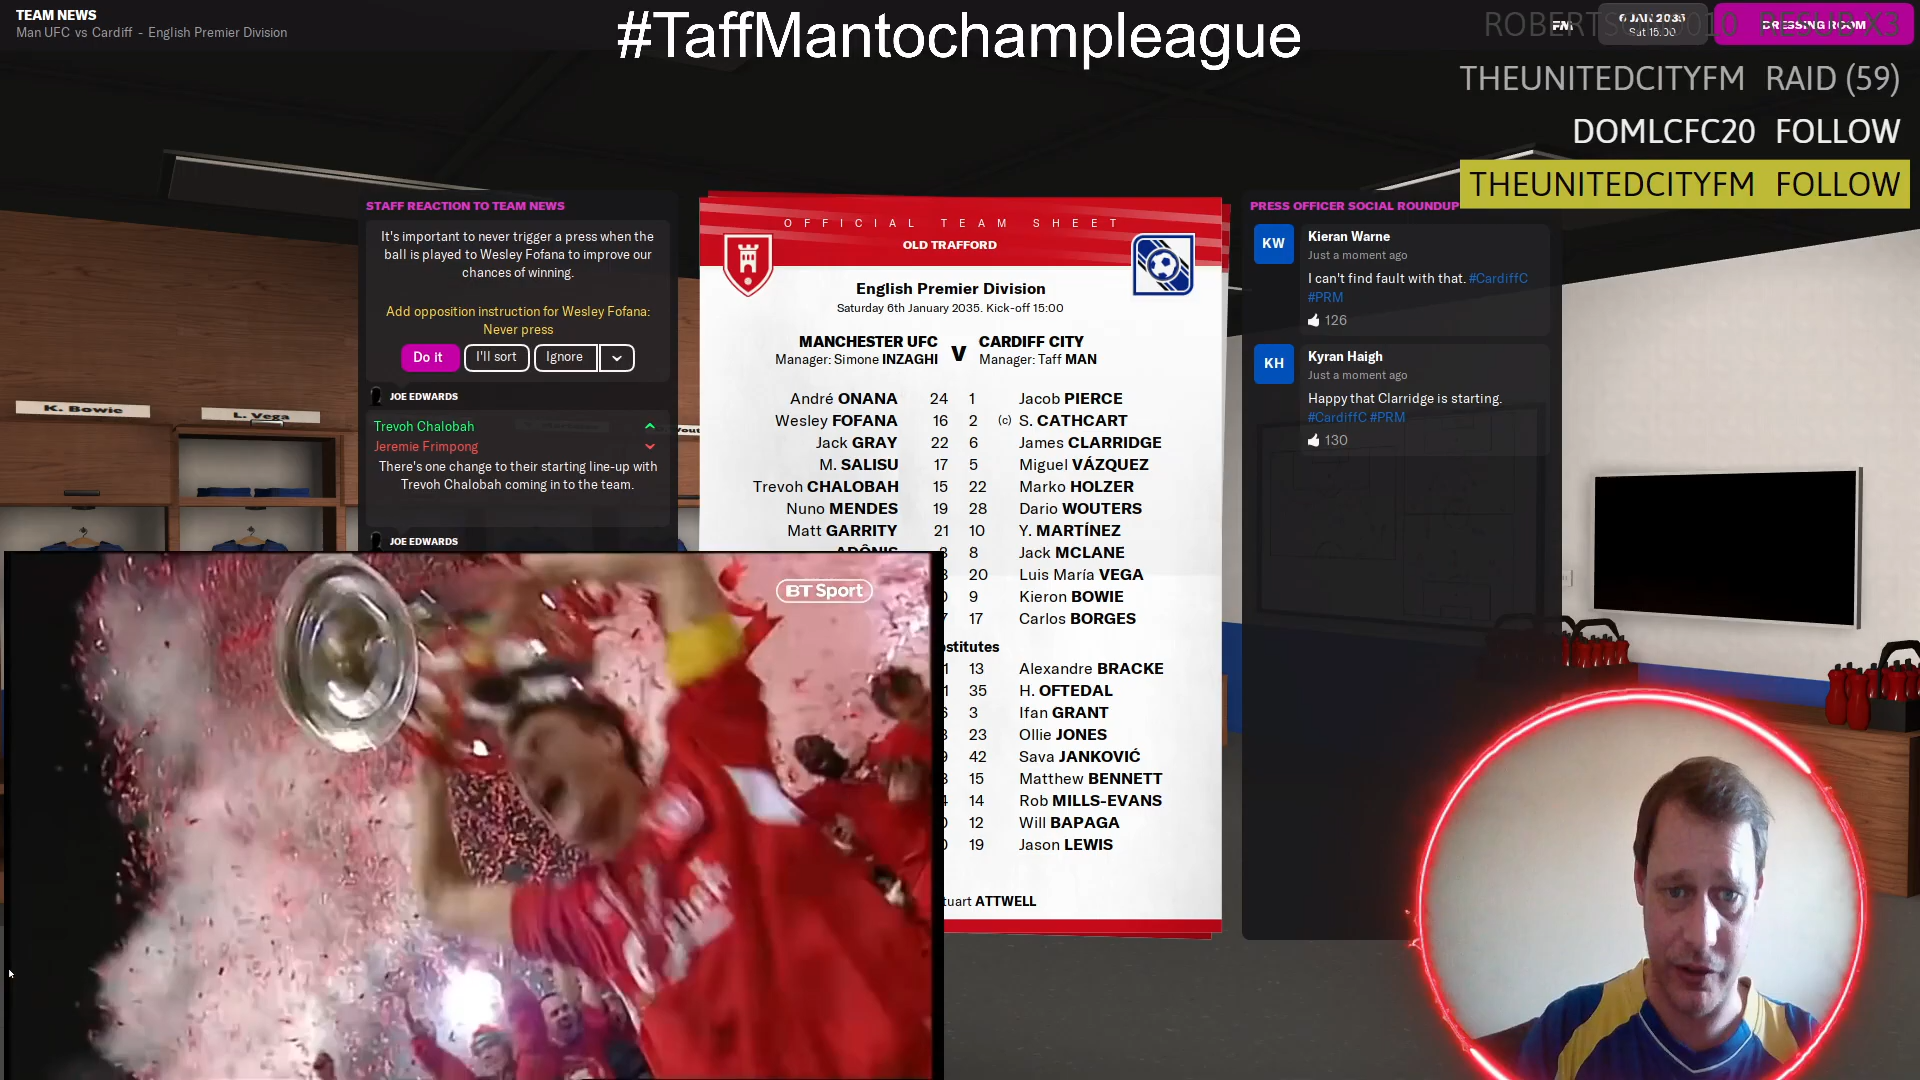 TEAM NEWS
Man UFC vs Cardiff - English Premier Division
#TaffMantochampleague
FM
6 JAN 2035
Sat 15:00
DRESSING ROOM
RESUB X3
THEUNITEDCITYFM RAID (59)
DOMLCFC20 FOLLOW
THEUNITEDCITYFM FOLLOW
STAFF REACTION TO TEAM NEWS
It's important to never trigger a press when the
ball is played to Wesley Fofana to improve our
chances of winning.
Add opposition instruction for Wesley Fofana:
Never press
Do it
I'll sort
Ignore
JOE EDWARDS
Trevoh Chalobah
Jeremie Frimpong
There's one change to their starting line-up with
Trevoh Chalobah coming in to the team.
JOE EDWARDS
K. Bowie
L. Vega
OFFICIAL TEAM SHEET
OLD TRAFFORD
English Premier Division
Saturday 6th January 2035. Kick-off 15:00
MANCHESTER UFC V CARDIFF CITY
Manager: Simone INZAGHI Manager: Taff MAN
André ONANA 24 1 Jacob PIERCE
Wesley FOFANA 16 2 (c) S. CATHCART
Jack GRAY 22 6 James CLARRIDGE
M. SALISU 17 5 Miguel VÁZQUEZ
Trevoh CHALOBAH 15 22 Marko HOLZER
Nuno MENDES 19 28 Dario WOUTERS
Matt GARRITY 21 10 Y. MARTÍNEZ
8 Jack MCLANE
20 Luis María VEGA
9 Kieron BOWIE
17 Carlos BORGES
13 Alexandre BRACKE
35 H. OFTEDAL
3 Ifan GRANT
23 Ollie JONES
42 Sava JANKOVIĆ
15 Matthew BENNETT
14 Rob MILLS-EVANS
12 Will BAPAGA
19 Jason LEWIS
ATTWELL
PRESS OFFICER SOCIAL ROUNDUP
KW
Kieran Warne
Just a moment ago
I can't find fault with that. #CardiffC
#PRM
126
KH
Kyran Haigh
Just a moment ago
Happy that Clarridge is starting.
#CardiffC #PRM
130
BT Sport